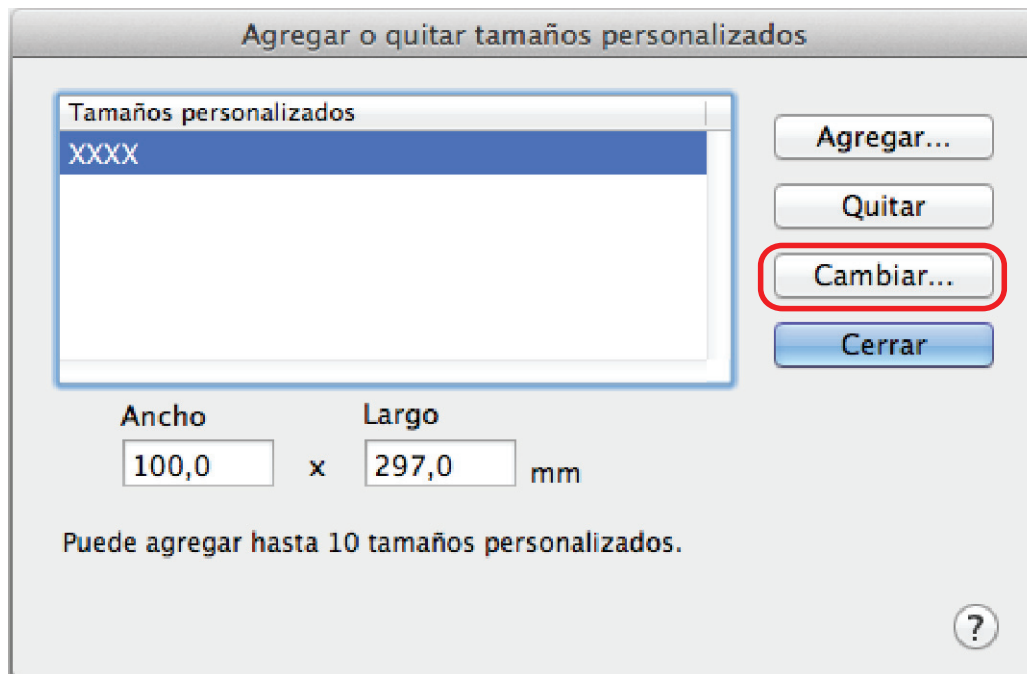 Agregar o quitar tamaños personalizados
Tamaños personalizados
XXXX
Agregar...
Quitar
Cambiar...
Cerrar
Ancho Largo
100,0 x 297,0 mm
Puede agregar hasta 10 tamaños personalizados.
?